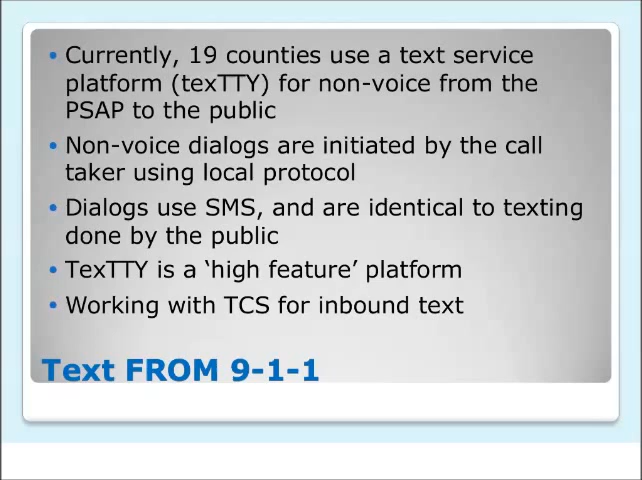 • Currently, 19 counties use a text service
platform (texTTY) for non-voice from the
PSAP to the public
• Non-voice dialogs are initiated by the call
taker using local protocol
• Dialogs use SMS, and are identical to texting
done by the public
• TexTTY is a ‘high feature’ platform
• Working with TCS for inbound text
Text FROM 9-1-1